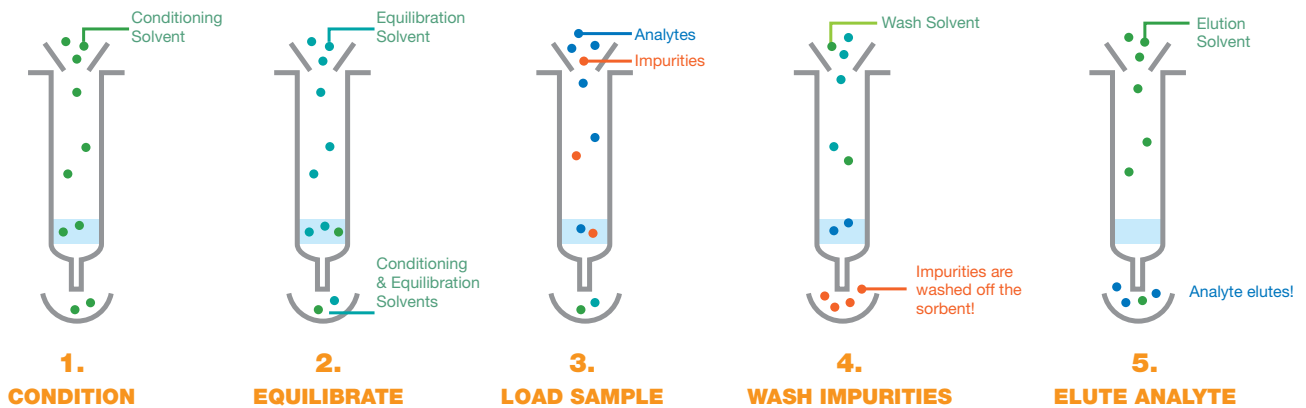 Conditioning
Solvent
Equilibration
Solvent
Analytes
Impurities
Wash Solvent
Elution
Solvent
Conditioning
& Equilibration
Solvents
Impurities are
washed off the
sorbent!
Analyte elutes!
1.
CONDITION
2.
EQUILIBRATE
3.
LOAD SAMPLE
4.
WASH IMPURITIES
5.
ELUTE ANALYTE